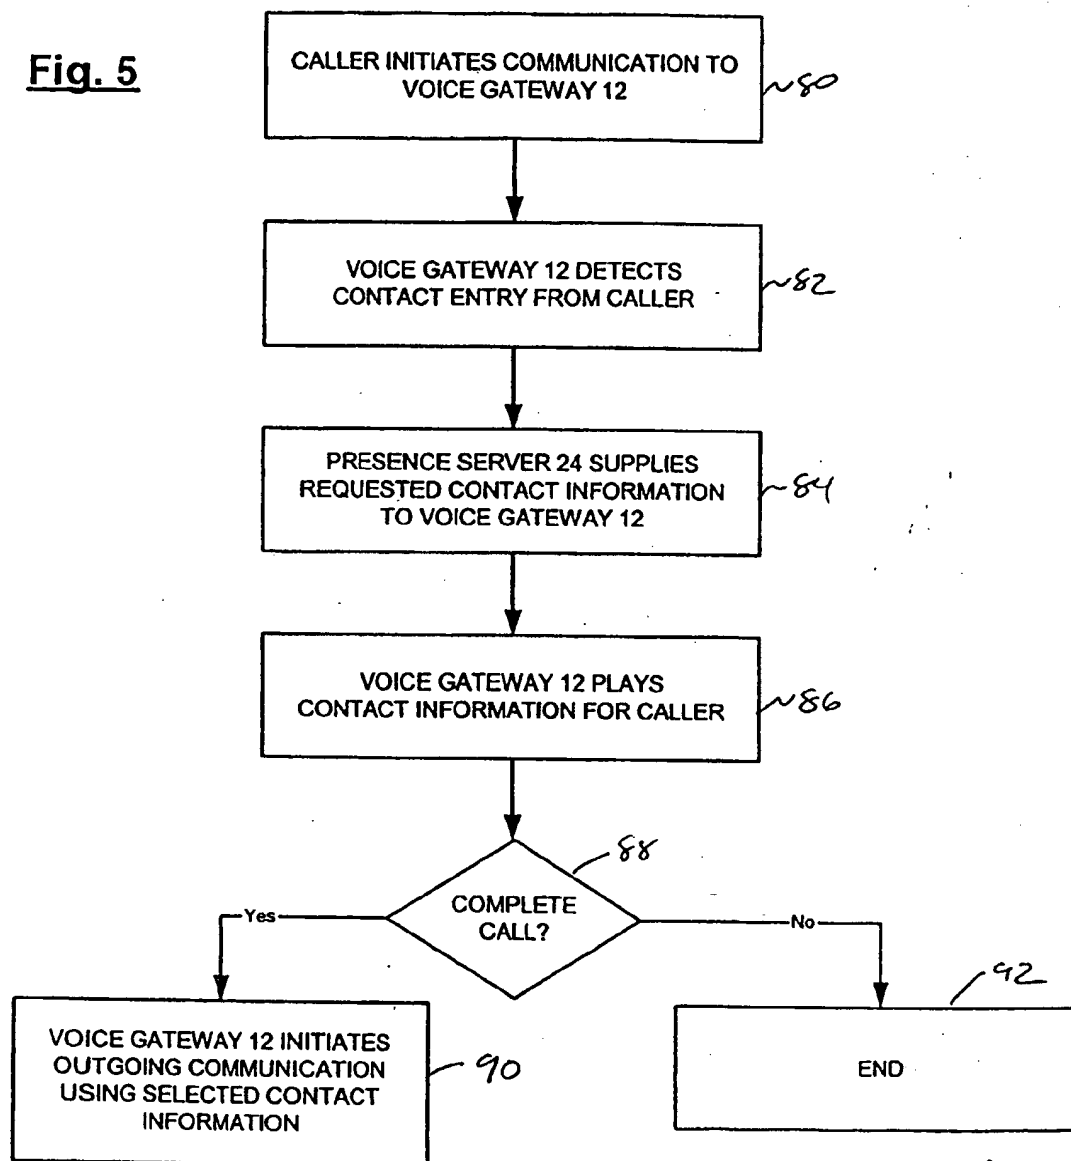 Fig. 5
CALLER INITIATES COMMUNICATION TO
VOICE GATEWAY 12
80
VOICE GATEWAY 12 DETECTS
CONTACT ENTRY FROM CALLER
82
PRESENCE SERVER 24 SUPPLIES
REQUESTED CONTACT INFORMATION
TO VOICE GATEWAY 12
84
VOICE GATEWAY 12 PLAYS
CONTACT INFORMATION FOR CALLER
86
88
COMPLETE
CALL?
Yes
No
92
VOICE GATEWAY 12 INITIATES
OUTGOING COMMUNICATION
USING SELECTED CONTACT
INFORMATION
90
END